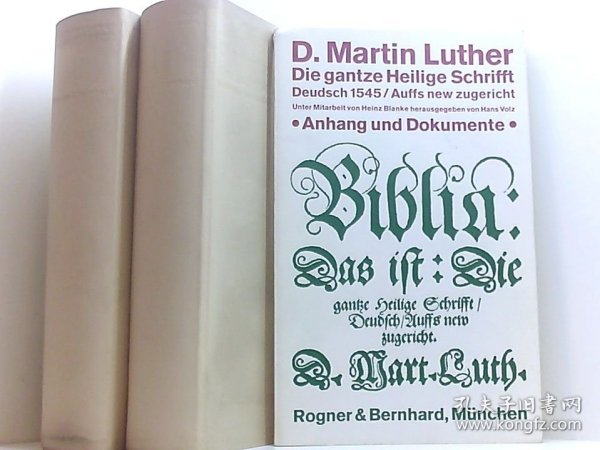 D. Martin Luther
Die gantze Heilige Schrifft
Deudsch 1545/Auffs new zugericht
Unter Mitarbeit von Heinz Blanke herausgegeben von Hans Volz
• Anhang und Dokumente •
Biblia:
Das ist: Die
gantze Heilige Schrifft/
Deudsch/Auffs new
zugericht.
D. Mart. Luth.
Rogner & Bernhard, München
孔夫子旧书网
www.kongfz.com